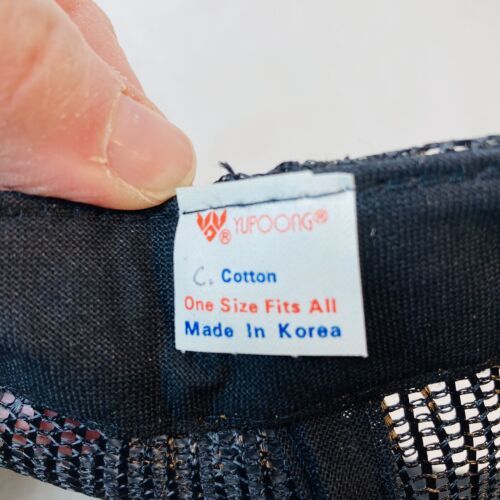 YUPOONG®
®
C. Cotton
One Size Fits All
Made In Korea